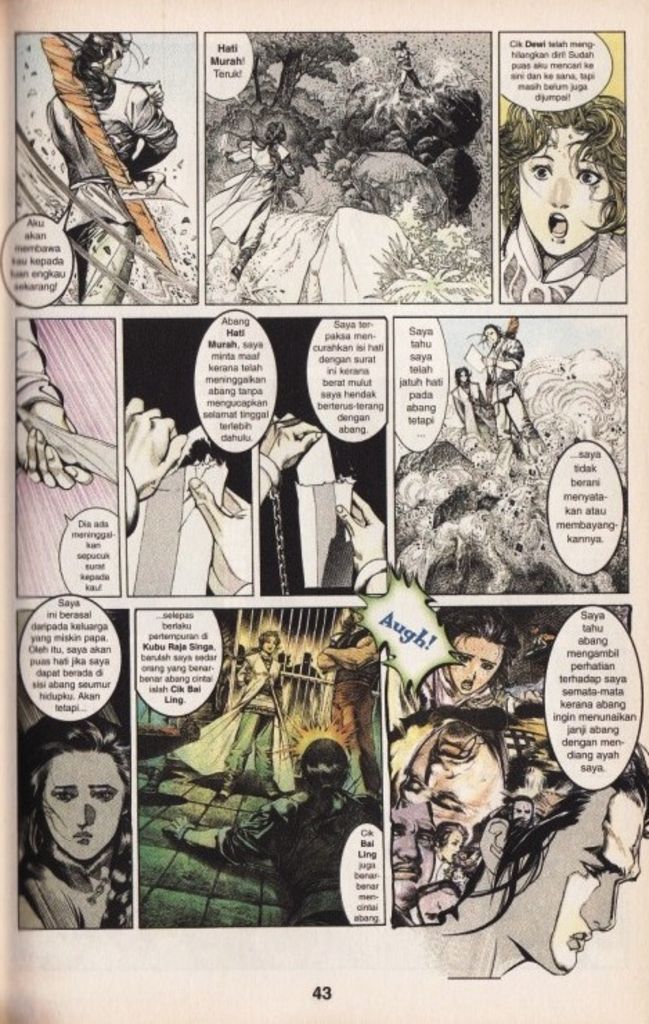 Aku
akan
membawa
kau kepada
tuan engkau
sekarang!
Hati
Murah!
Teruk!
Cik Dewi telah meng-
hilangkan diri! Sudah
puas aku mencari ke
sini dan ke sana, tapi
masih belum juga
dijumpai!
Dia ada
meninggal-
kan
sepucuk
surat
kepada
kau!
Abang
Hati
Murah, saya
minta maaf
kerana telah
meninggalkan
abang tanpa
mengucapkan
selamat tinggal
terlebih
dahulu.
Saya ter-
paksa men-
curahkan isi hati
dengan surat
ini kerana
berat mulut
saya hendak
berterus-terang
dengan
abang.
Saya
tahu
saya
telah
jatuh hati
pada
abang
tetapi
...
...saya
tidak
berani
menyata-
kan atau
membayang-
kannya.
Saya
ini berasal
daripada keluarga
yang miskin papa.
Oleh itu, saya akan
puas hati jika saya
dapat berada di
sisi abang seumur
hidupku. Akan
tetapi...
...selepas
berlaku
pertempuran di
Kubu Raja Singa,
barulah saya sedar
orang yang benar-
benar abang cintai
ialah Cik Bai
Ling.
Cik
Bai
Ling
juga
benar-
benar
men-
cintai
abang.
Augh!
Saya
tahu
abang
mengambil
perhatian
terhadap saya
semata-mata
kerana abang
ingin menunaikan
janji abang
dengan men-
diang ayah
saya.
43